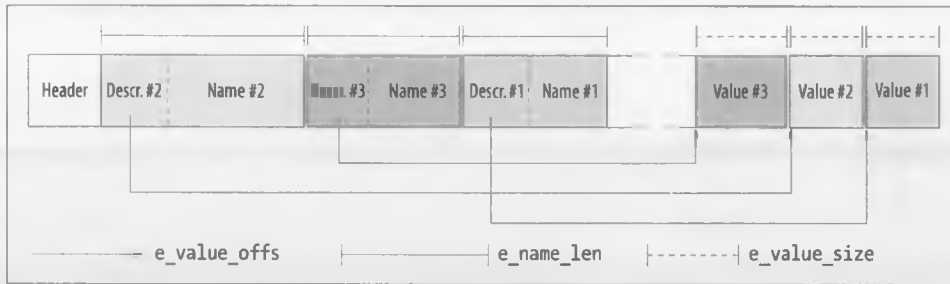 Header Descr. #2 Name #2 #3 Name #3 Descr. #1 Name #1 Value #3 Value #2 Value #1
e_value_offs e_name_len e_value_size